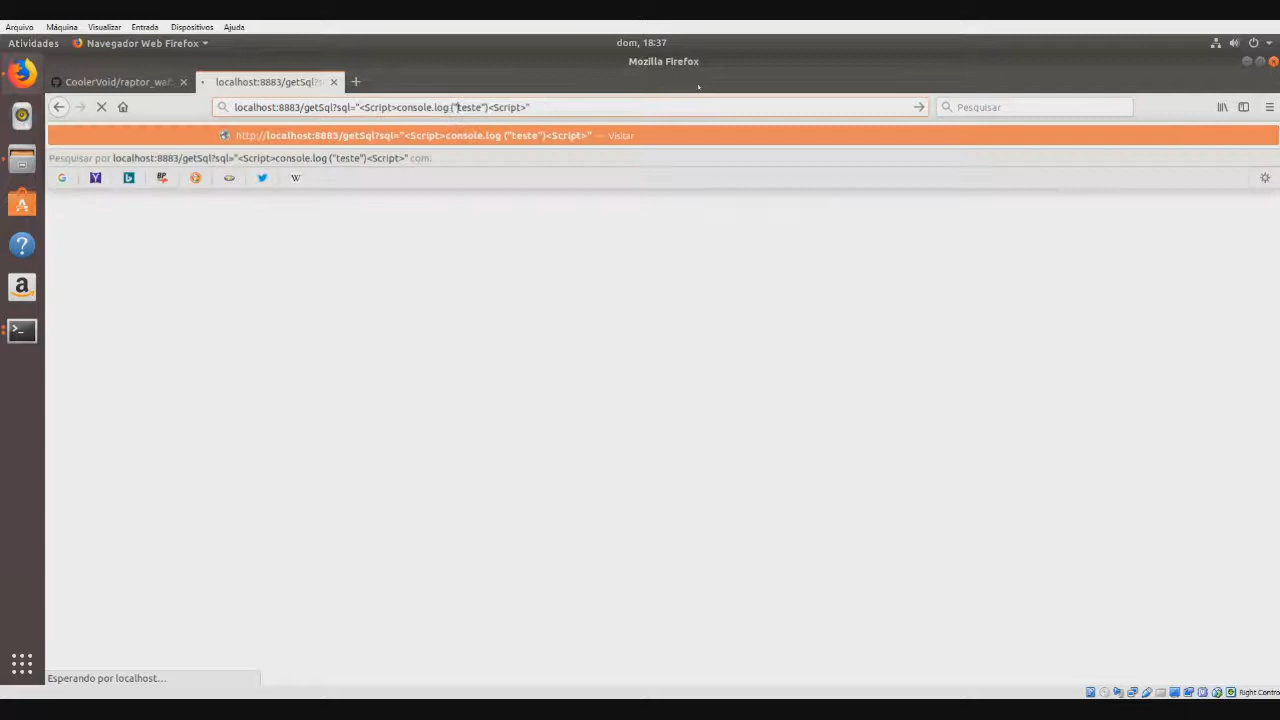 Arquivo Máquina Visualizar Entrada Dispositivos Ajuda
Atividades Navegador Web Firefox dom, 18:37
Mozilla Firefox
CoolerVoid/raptor_waf localhost:8883/getSql?s
localhost:8883/getSql?sql="<Script>console.log ("teste")<Script>" Pesquisar
http://localhost:8883/getSql?sql="<Script>console.log ("teste")<Script>" — Visitar
Pesquisar por localhost:8883/getSql?sql="<Script>console.log ("teste")<Script>" com:
Esperando por localhost...
Right Contro